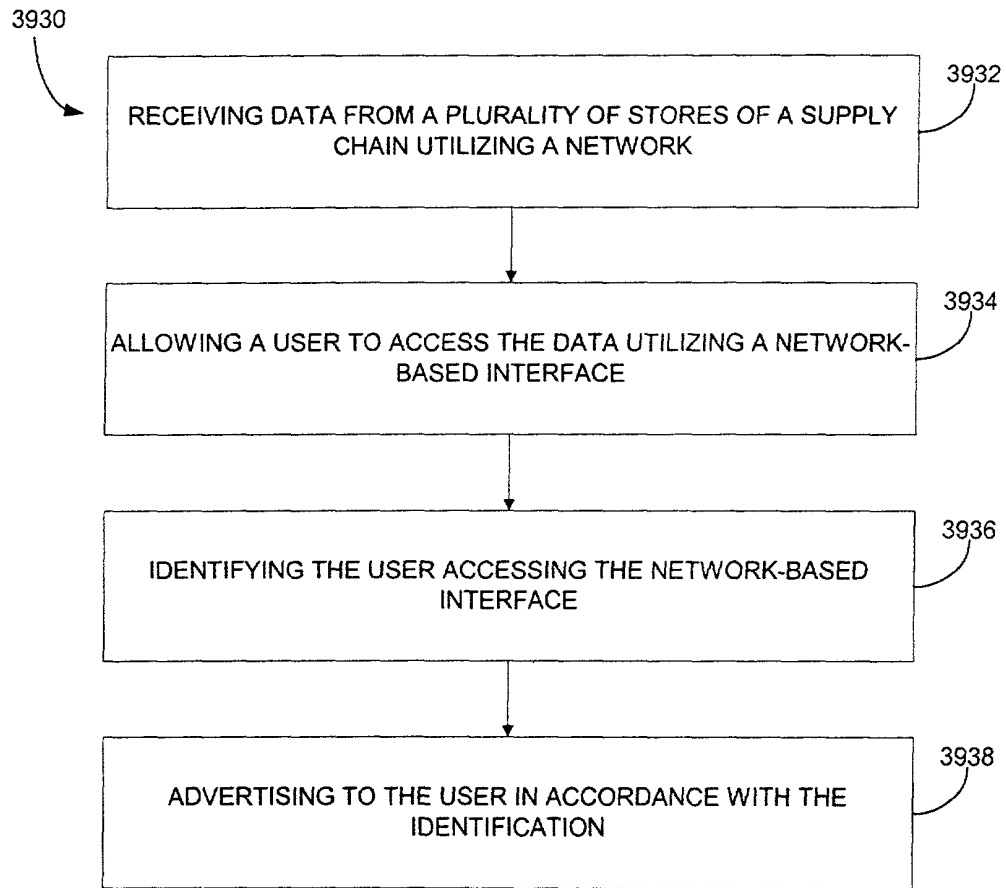 3930
3932
RECEIVING DATA FROM A PLURALITY OF STORES OF A SUPPLY
CHAIN UTILIZING A NETWORK
3934
ALLOWING A USER TO ACCESS THE DATA UTILIZING A NETWORK-
BASED INTERFACE
3936
IDENTIFYING THE USER ACCESSING THE NETWORK-BASED
INTERFACE
3938
ADVERTISING TO THE USER IN ACCORDANCE WITH THE
IDENTIFICATION